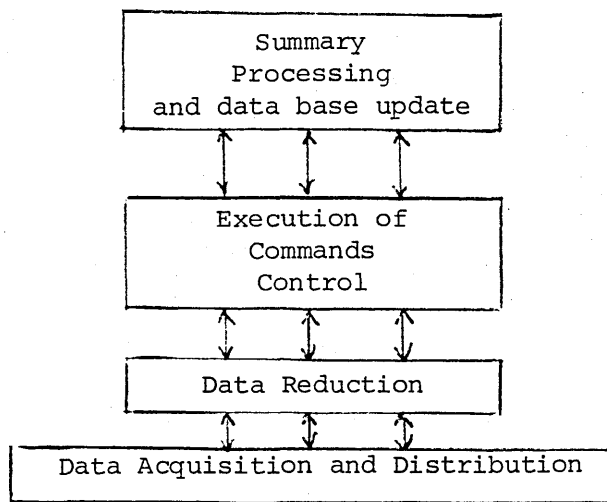 Summary
Processing
and data base update
Execution of
Commands
Control
Data Reduction
Data Acquisition and Distribution